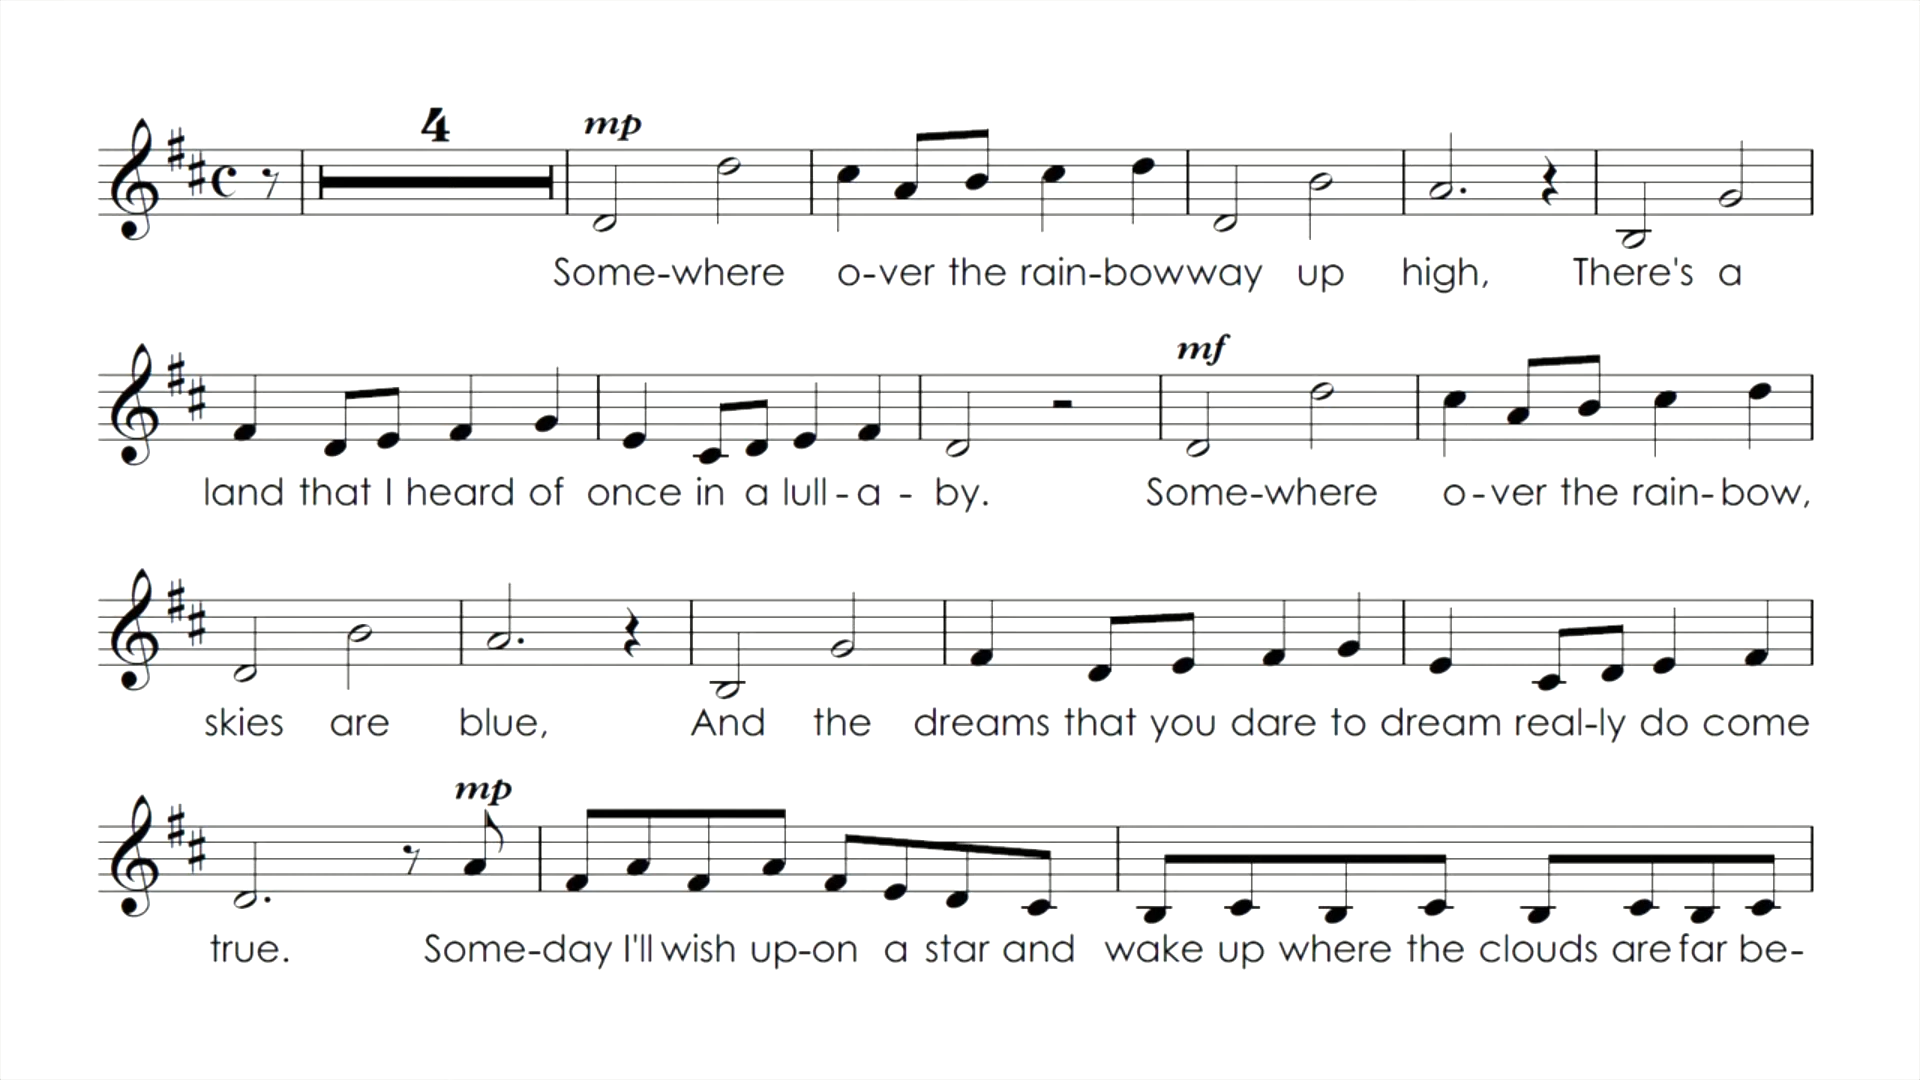 4 mp
Some-where o-ver the rain-bowway up high, There's a
mf
land that I heard of once in a lull - a - by. Some-where o-ver the rain-bow,
skies are blue, And the dreams that you dare to dream real-ly do come
mp
true. Some-day I'll wish up-on a star and wake up where the clouds are far be-